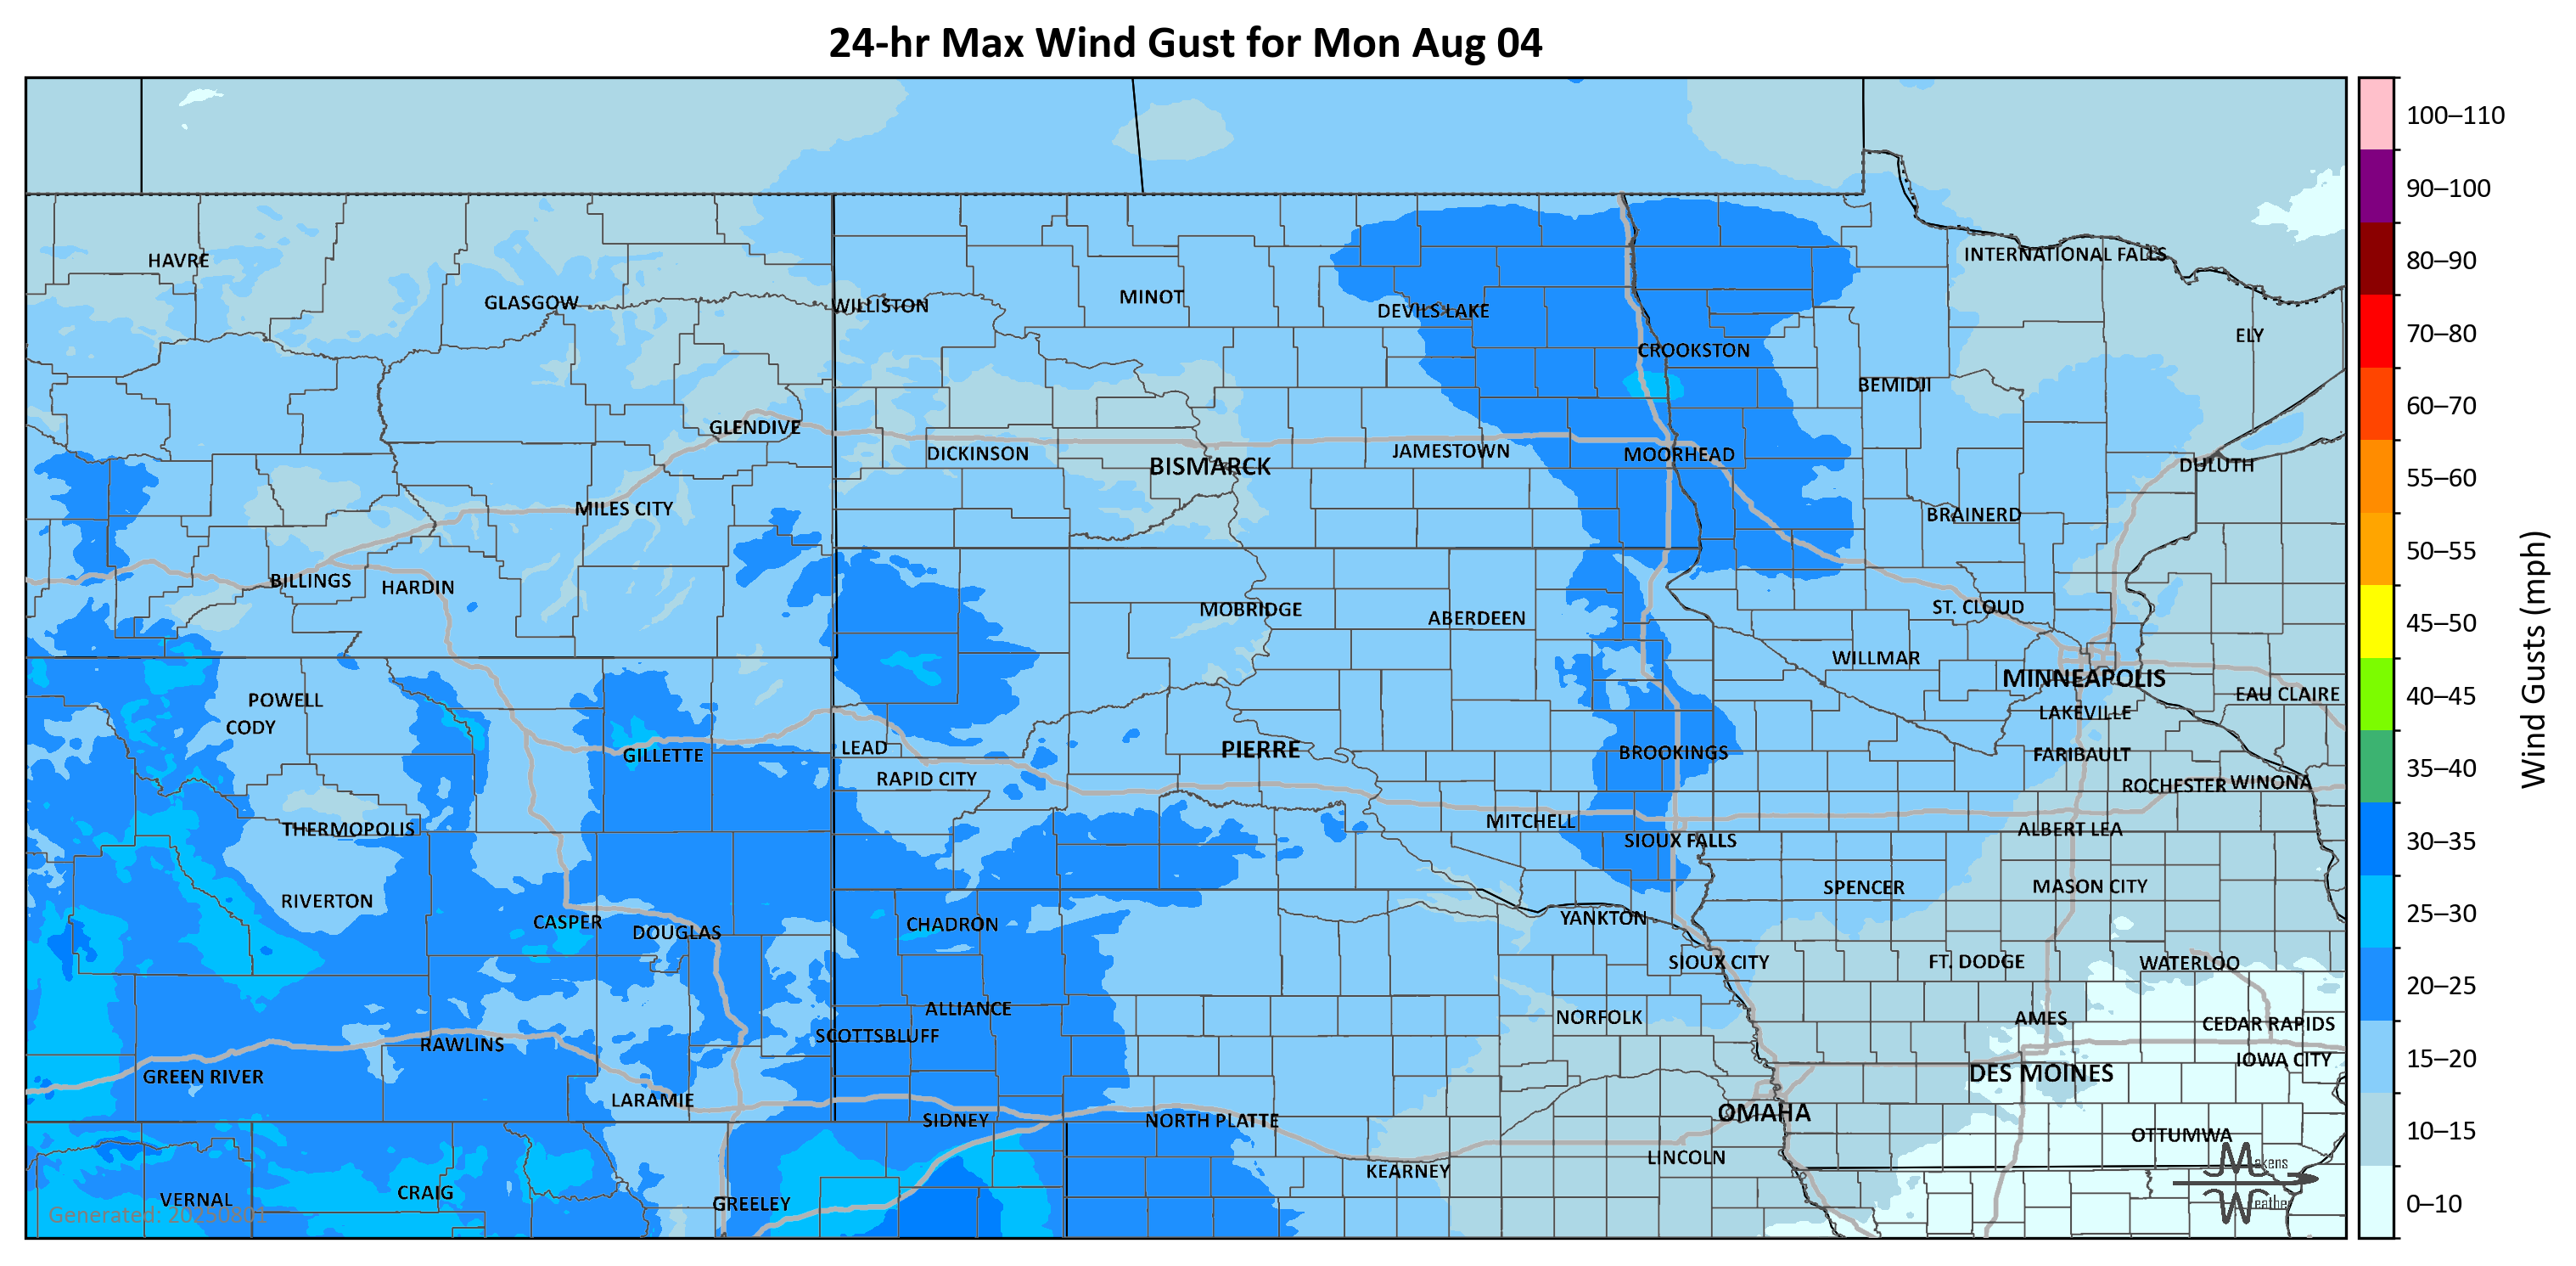 24-hr Max Wind Gust for Mon Aug 04
100–110
90–100
80–90
70–80
60–70
55–60
50–55
45–50
40–45
35–40
30–35
25–30
20–25
15–20
10–15
0–10
Wind Gusts (mph)
HAVRE
GLASGOW
WILLISTON
MINOT
DEVILS LAKE
INTERNATIONAL FALLS
ELY
CROOKSTON
BEMIDJI
GLENDIVE
DICKINSON
BISMARCK
JAMESTOWN
MOORHEAD
DULUTH
MILES CITY
BRAINERD
BILLINGS
HARDIN
MOBRIDGE
ABERDEEN
ST. CLOUD
WILLMAR
MINNEAPOLIS
EAU CLAIRE
POWELL
CODY
LAKEVILLE
GILLETTE
LEAD
PIERRE
BROOKINGS
FARIBAULT
RAPID CITY
ROCHESTER
WINONA
THERMOPOLIS
MITCHELL
SIOUX FALLS
ALBERT LEA
RIVERTON
SPENCER
MASON CITY
CASPER
DOUGLAS
CHADRON
YANKTON
SIOUX CITY
FT. DODGE
WATERLOO
ALLIANCE
NORFOLK
AMES
CEDAR RAPIDS
RAWLINS
SCOTTSBLUFF
IOWA CITY
GREEN RIVER
DES MOINES
LARAMIE
SIDNEY
NORTH PLATTE
OMAHA
OTTUMWA
KEARNEY
LINCOLN
VERNAL
CRAIG
GREELEY
Generated: 20250801
Makens
Weather